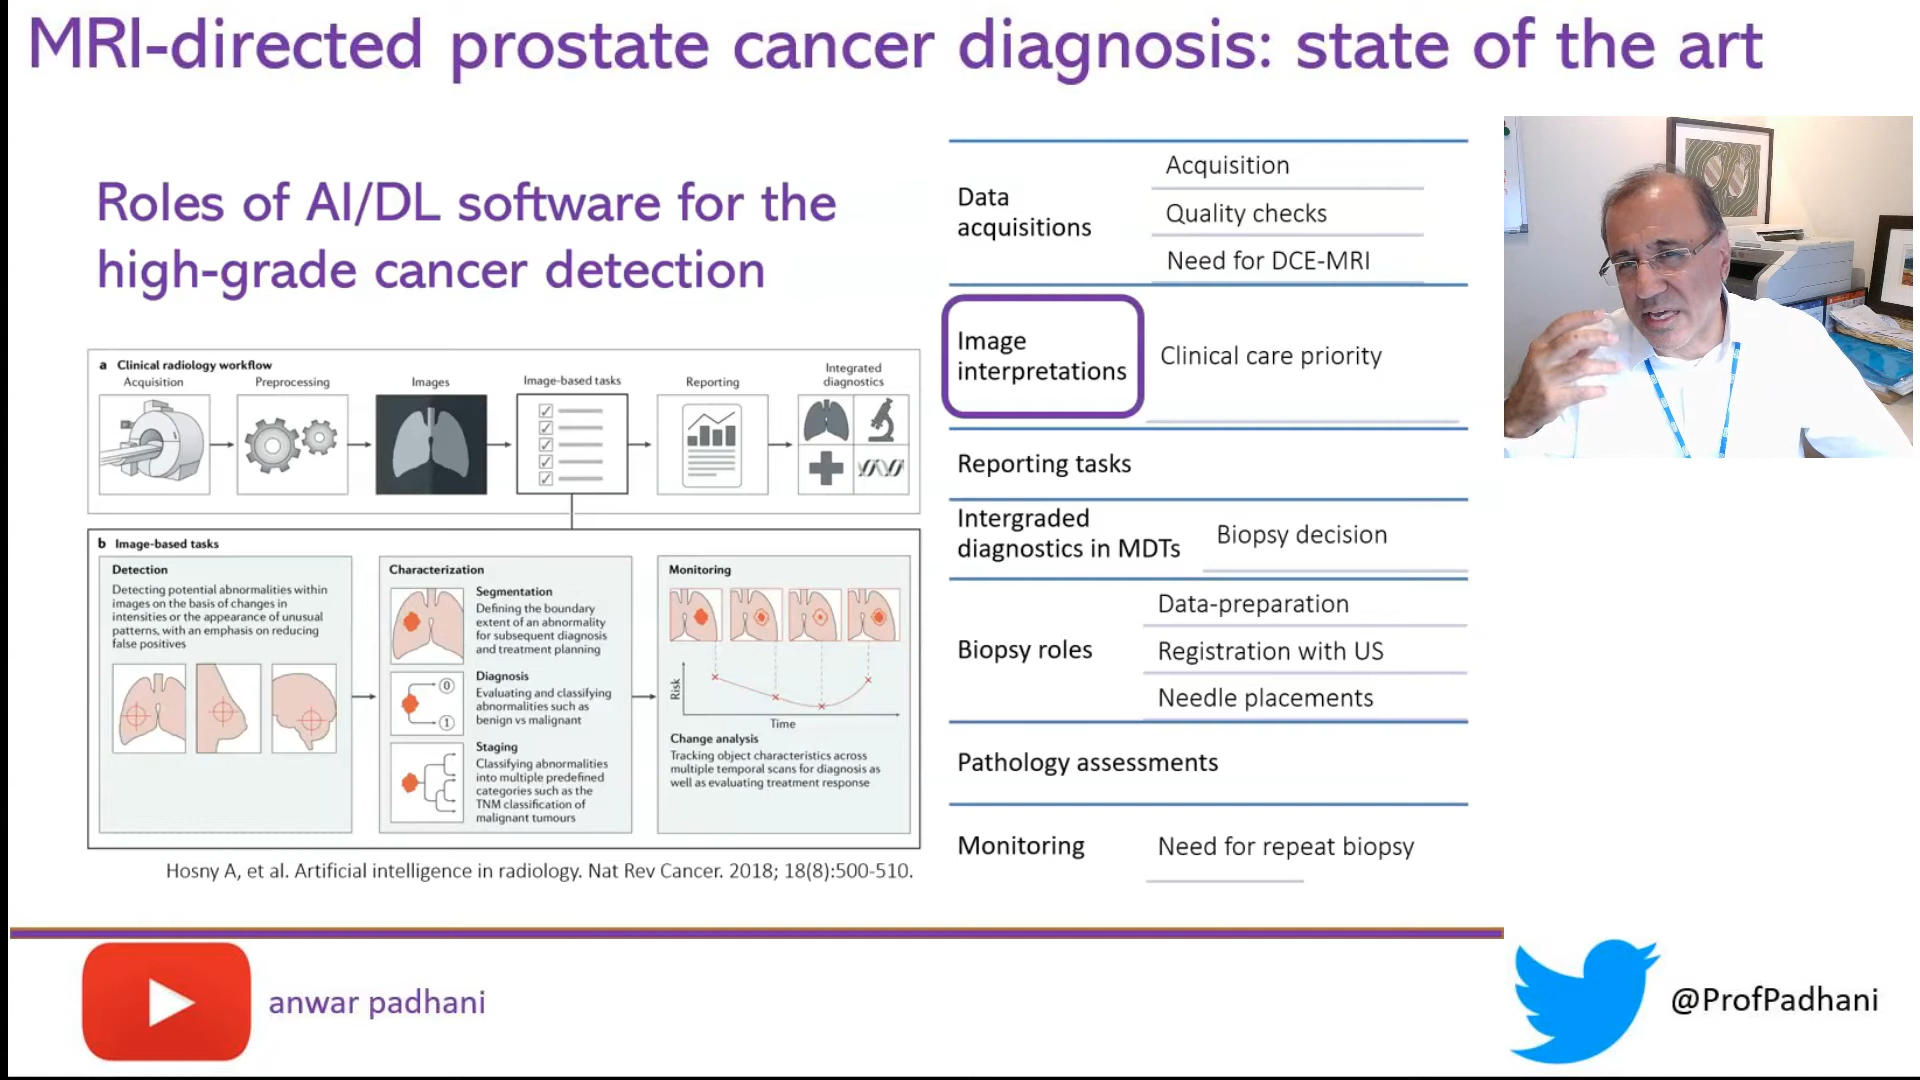 MRI-directed prostate cancer diagnosis: state of the art
Roles of AI/DL software for the
high-grade cancer detection
a Clinical radiology workflow
Acquisition
Preprocessing
Images
Image-based tasks
Reporting
Integrated
diagnostics
b Image-based tasks
Detection
Detecting potential abnormalities within
images on the basis of changes in
intensities or the appearance of unusual
patterns, with an emphasis on reducing
false positives
Characterization
Segmentation
Defining the boundary
extent of an abnormality
for subsequent diagnosis
and treatment planning
Diagnosis
Evaluating and classifying
abnormalities such as
benign vs malignant
0
1
Staging
Classifying abnormalities
into multiple predefined
categories such as the
TNM classification of
malignant tumours
Monitoring
Risk
Time
Change analysis
Tracking object characteristics across
multiple temporal scans for diagnosis as
well as evaluating treatment response
Hosny A, et al. Artificial intelligence in radiology. Nat Rev Cancer. 2018; 18(8):500-510.
Data
acquisitions
Acquisition
Quality checks
Need for DCE-MRI
Image
interpretations
Clinical care priority
Reporting tasks
Intergraded
diagnostics in MDTs
Biopsy decision
Biopsy roles
Data-preparation
Registration with US
Needle placements
Pathology assessments
Monitoring
Need for repeat biopsy
anwar padhani
@ProfPadhani